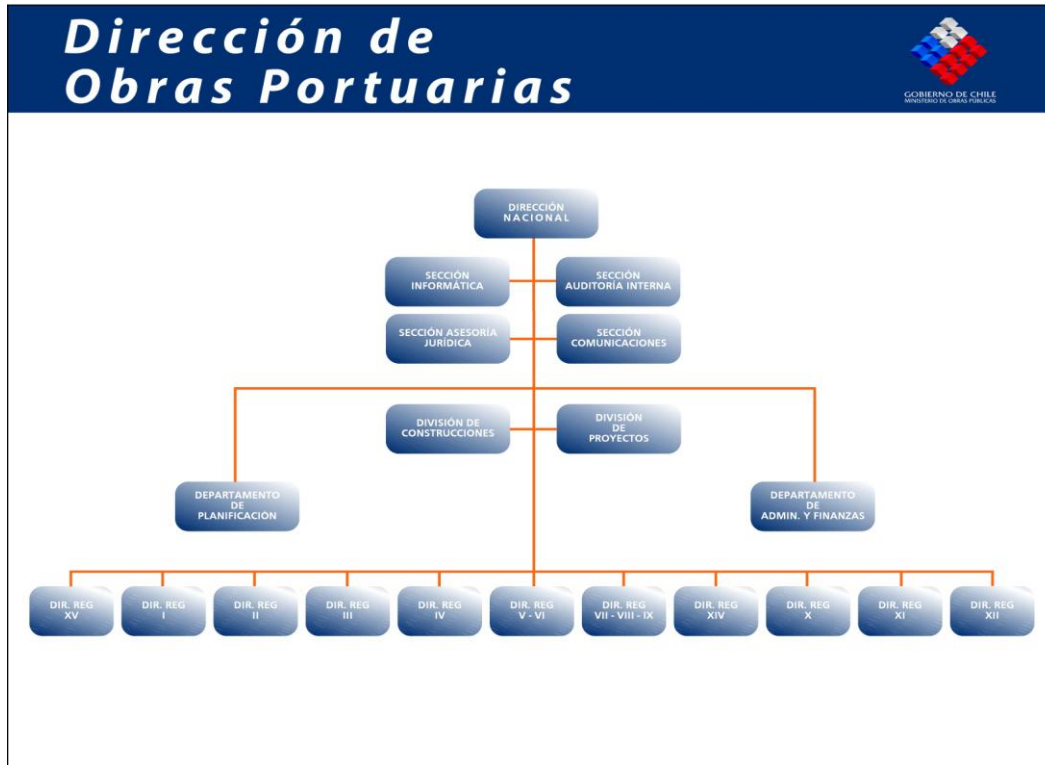 Dirección de
Obras Portuarias
GOBIERNO DE CHILE
MINISTERIO DE OBRAS PÚBLICAS
DIRECCIÓN
NACIONAL
SECCIÓN
INFORMÁTICA
SECCIÓN
AUDITORÍA INTERNA
SECCIÓN ASESORÍA
JURÍDICA
SECCIÓN
COMUNICACIONES
DIVISIÓN DE
CONSTRUCCIONES
DIVISIÓN
DE
PROYECTOS
DEPARTAMENTO
DE
PLANIFICACIÓN
DEPARTAMENTO
DE
ADMIN. Y FINANZAS
DIR. REG
XV
DIR. REG
I
DIR. REG
II
DIR. REG
III
DIR. REG
IV
DIR. REG
V - VI
DIR. REG
VII - VIII - IX
DIR. REG
XIV
DIR. REG
X
DIR. REG
XI
DIR. REG
XII